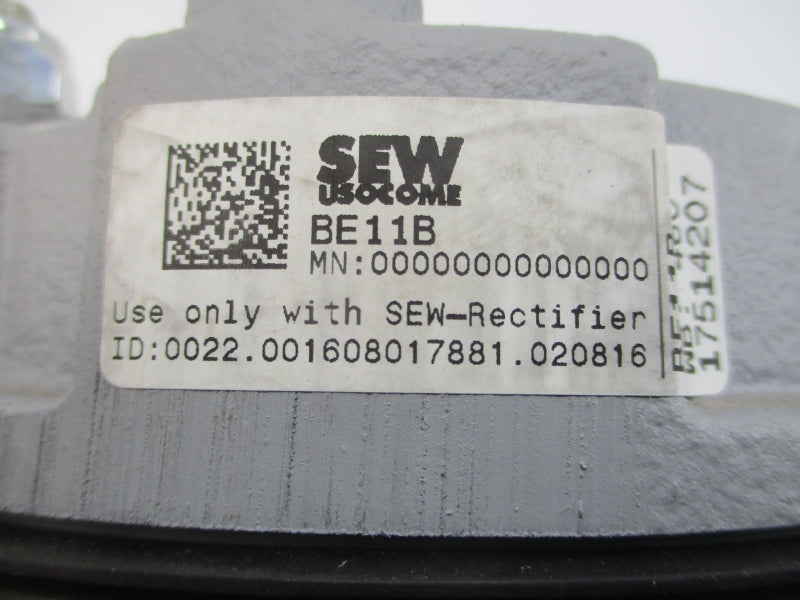 SEW
USOCOME
BE11B
MN:00000000000000
Use only with SEW-Rectifier
ID:0022.001608017881.020816
17514207